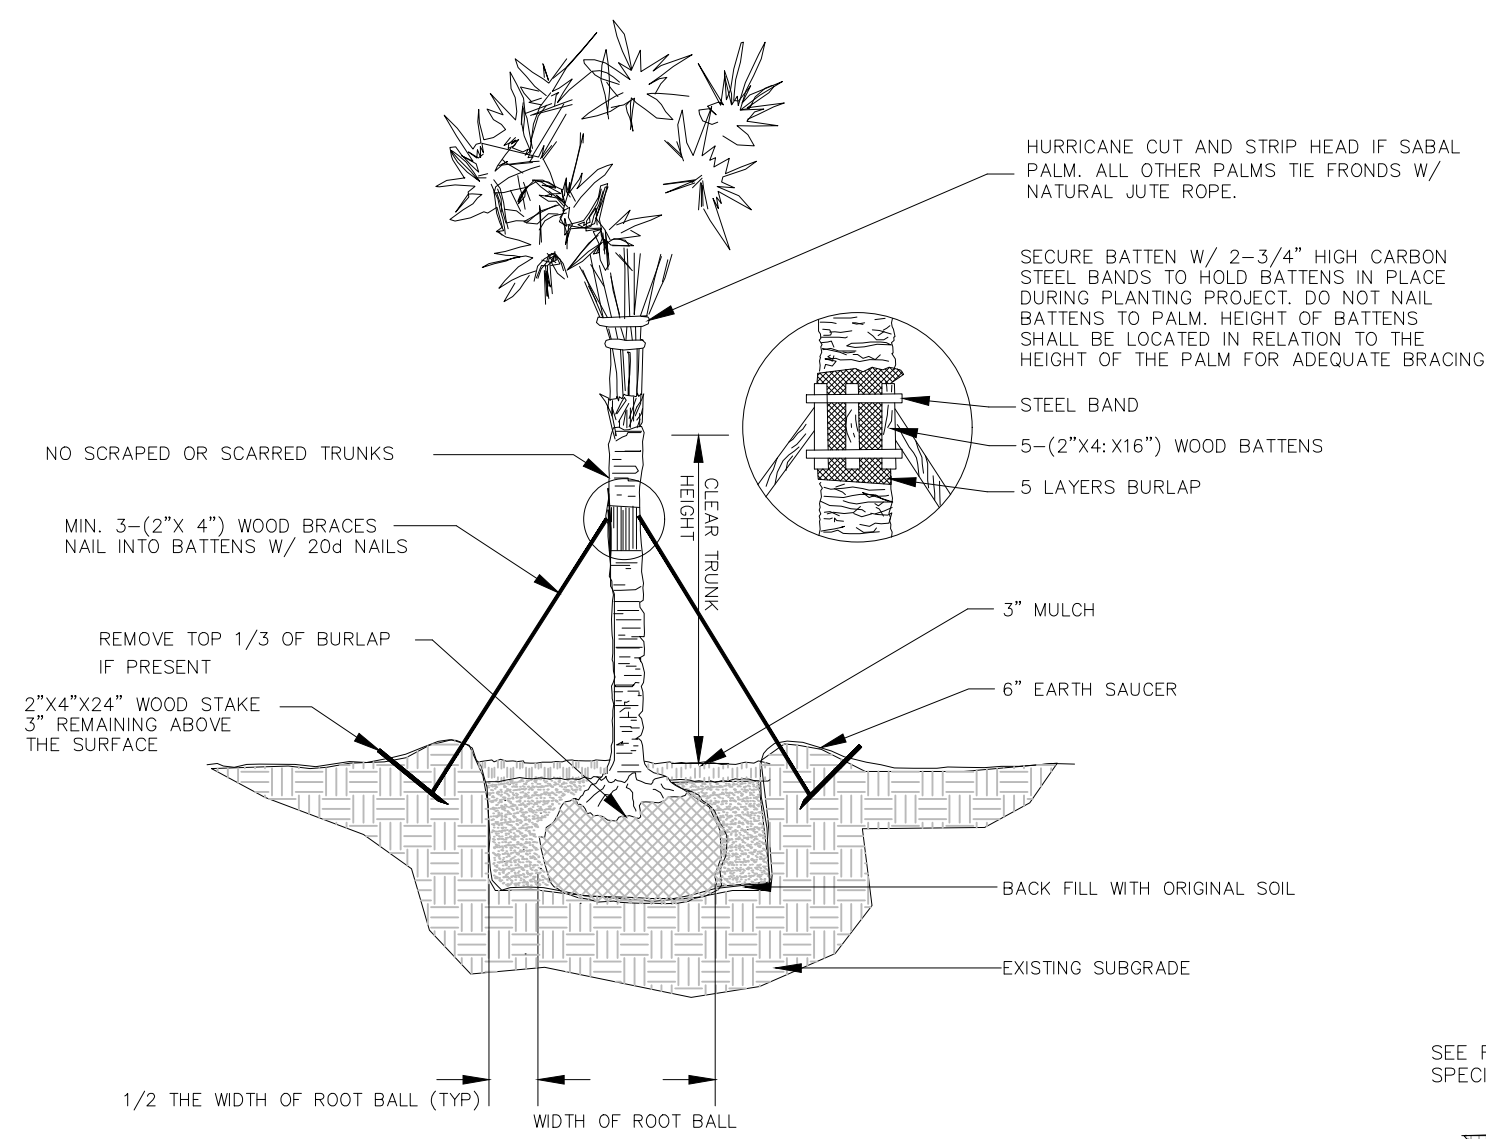 HURRICANE CUT AND STRIP HEAD IF SABAL
PALM. ALL OTHER PALMS TIE FRONDS W/
NATURAL JUTE ROPE.
SECURE BATTEN W/ 2-3/4" HIGH CARBON
STEEL BANDS TO HOLD BATTENS IN PLACE
DURING PLANTING PROJECT. DO NOT NAIL
BATTENS TO PALM. HEIGHT OF BATTENS
SHALL BE LOCATED IN RELATION TO THE
HEIGHT OF THE PALM FOR ADEQUATE BRACING
STEEL BAND
5-(2"X4:X16") WOOD BATTENS
5 LAYERS BURLAP
NO SCRAPED OR SCARRED TRUNKS
CLEAR TRUNK
HEIGHT
MIN. 3-(2"X 4") WOOD BRACES
NAIL INTO BATTENS W/ 20d NAILS
3" MULCH
REMOVE TOP 1/3 OF BURLAP
IF PRESENT
6" EARTH SAUCER
2"X4"X24" WOOD STAKE
3" REMAINING ABOVE
THE SURFACE
BACK FILL WITH ORIGINAL SOIL
EXISTING SUBGRADE
SEE
SPECI
1/2 THE WIDTH OF ROOT BALL (TYP)
WIDTH OF ROOT BALL